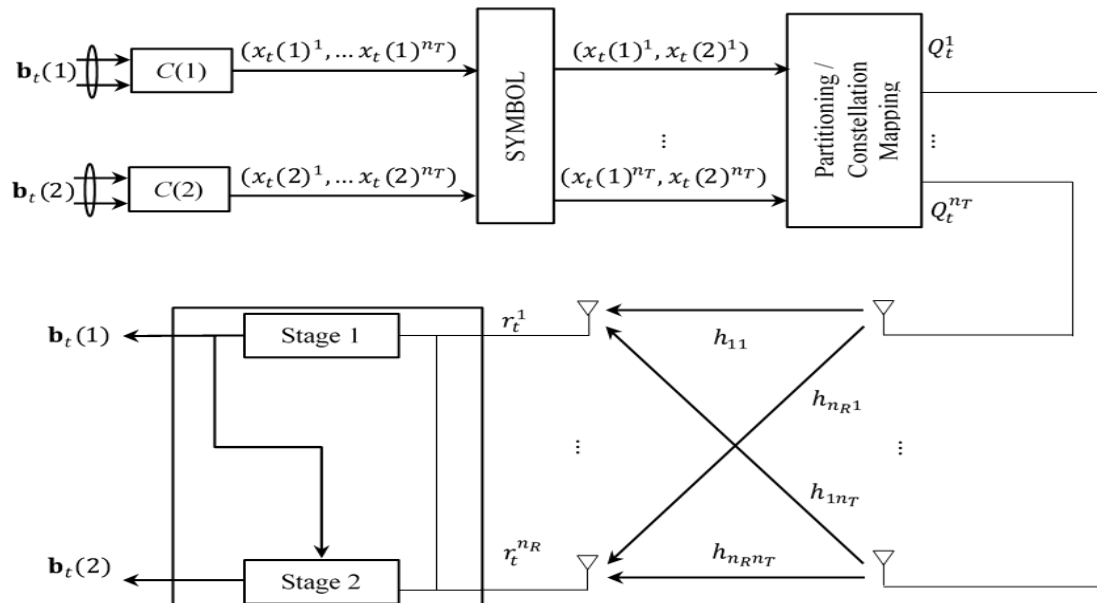 b_t(1)
C(1)
(x_t(1)^1, … x_t(1)^{n_T})
SYMBOL
(x_t(1)^1, x_t(2)^1)
Partitioning /
Constellation
Mapping
Q_t^1
...
...
b_t(2)
C(2)
(x_t(2)^1, … x_t(2)^{n_T})
(x_t(1)^{n_T}, x_t(2)^{n_T})
Q_t^{n_T}
b_t(1)
Stage 1
r_t^1
h_{11}
h_{n_R1}
...
...
h_{1n_T}
b_t(2)
Stage 2
r_t^{n_R}
h_{n_Rn_T}